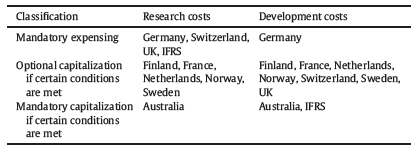 Classification Research costs Development costs
Mandatory expensing Germany, Switzerland, Germany
UK, IFRS
Optional capitalization Finland, France, Finland, France, Netherlands,
if certain conditions Netherlands, Norway, Norway, Switzerland, Sweden,
are met Sweden UK
Mandatory capitalization Australia Australia, IFRS
if certain conditions
are met